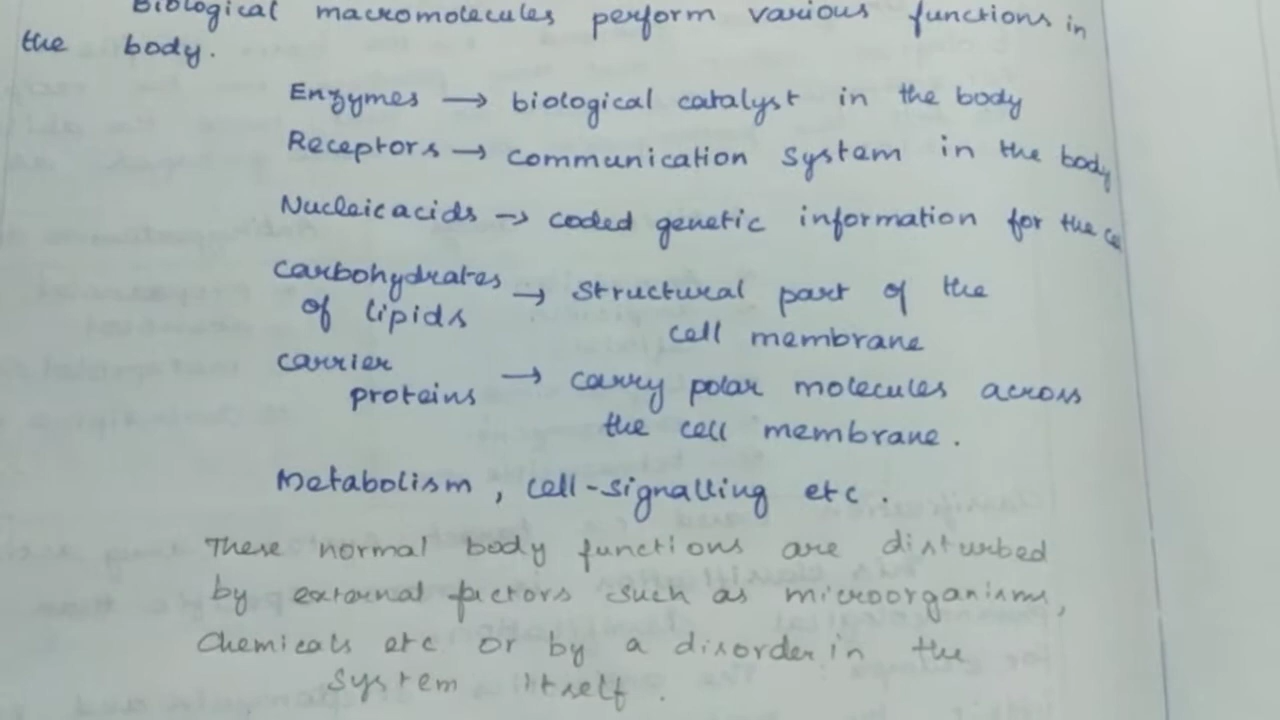 Biological macromolecules perform various functions in
the body.
Enzymes → biological catalyst in the body
Receptors → communication system in the body
Nucleic acids → coded genetic information for the
carbohydrates of lipids → structural part of the
cell membrane
carrier proteins → carry polar molecules across
the cell membrane.
Metabolism, cell-signalling etc.
These normal body functions are disturbed
by external factors such as microorganisms,
chemicals etc or by a disorder in the
system itself.